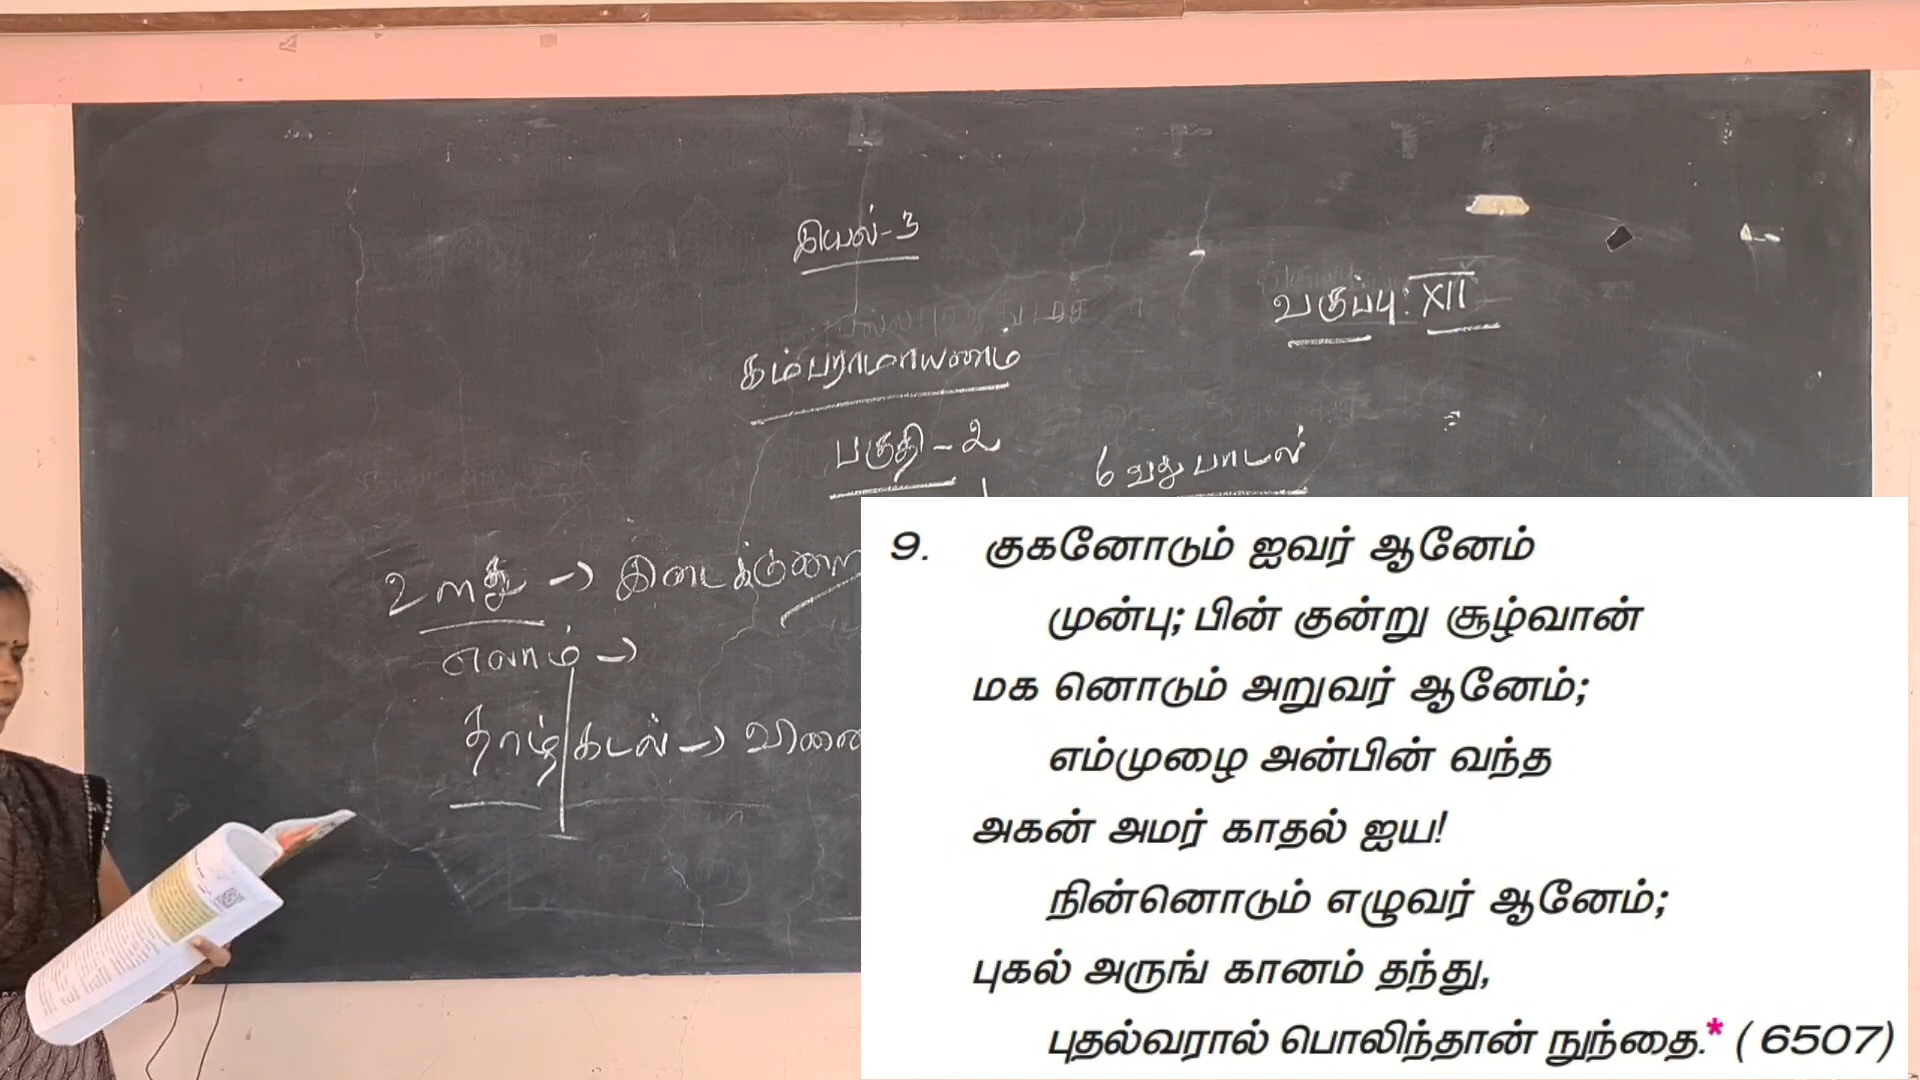 இயல்-3
வகுப்பு: XII
கம்பராமாயணம்
பகுதி-2
6 வது பாடல்
உளது → இடைக்குறை
எலாம் →
தாழ்கடல் → வினை
9. குகனோடும் ஐவர் ஆனேம்
முன்பு; பின் குன்று சூழ்வான்
மக னொடும் அறுவர் ஆனேம்;
எம்முழை அன்பின் வந்த
அகன் அமர் காதல் ஐய!
நின்னொடும் எழுவர் ஆனேம்;
புகல் அருங் கானம் தந்து,
புதல்வரால் பொலிந்தான் நுந்தை.* (6507)